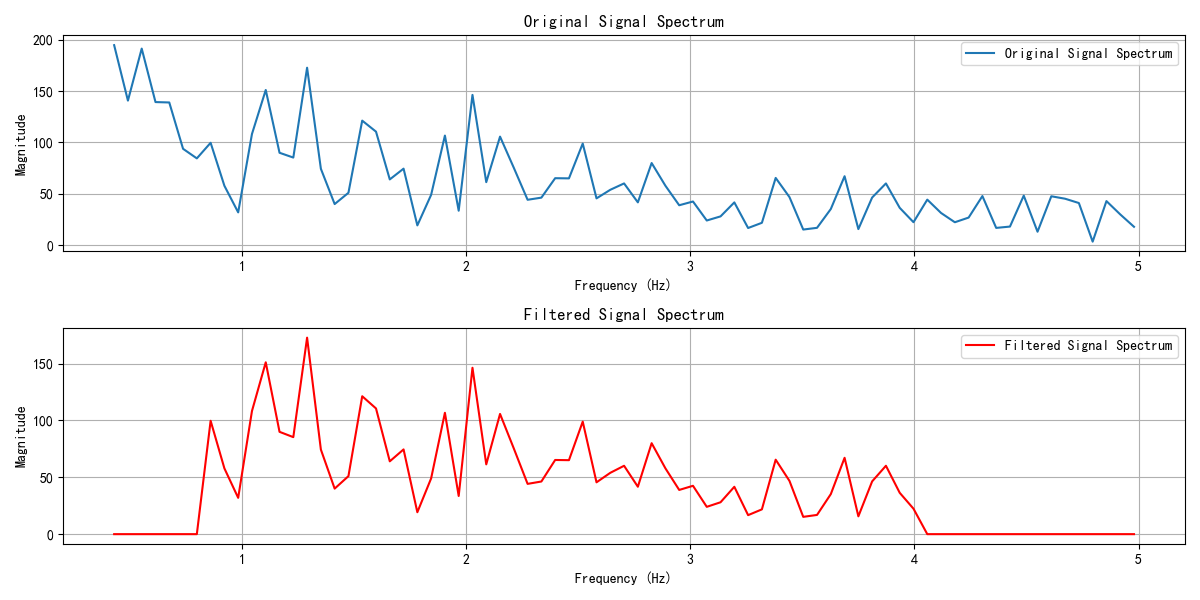 Original Signal Spectrum
200
150
100
50
0
Magnitude
Original Signal Spectrum
1 2 3 4 5
Frequency (Hz)
Filtered Signal Spectrum
150
100
50
0
Magnitude
Filtered Signal Spectrum
1 2 3 4 5
Frequency (Hz)